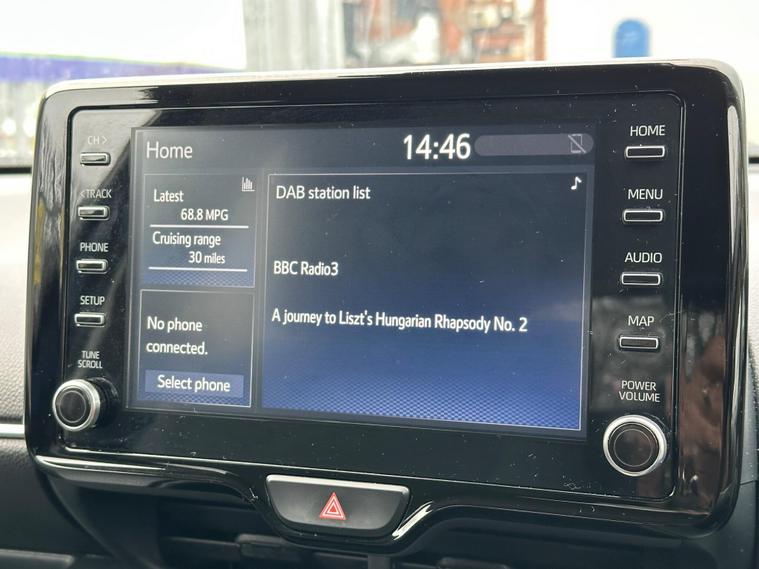 CH >
< TRACK
PHONE
SETUP
TUNE
SCROLL
Home
14:46
Latest
68.8 MPG
Cruising range
30 miles
No phone
connected.
Select phone
DAB station list
BBC Radio3
A journey to Liszt's Hungarian Rhapsody No. 2
HOME
MENU
AUDIO
MAP
POWER
VOLUME